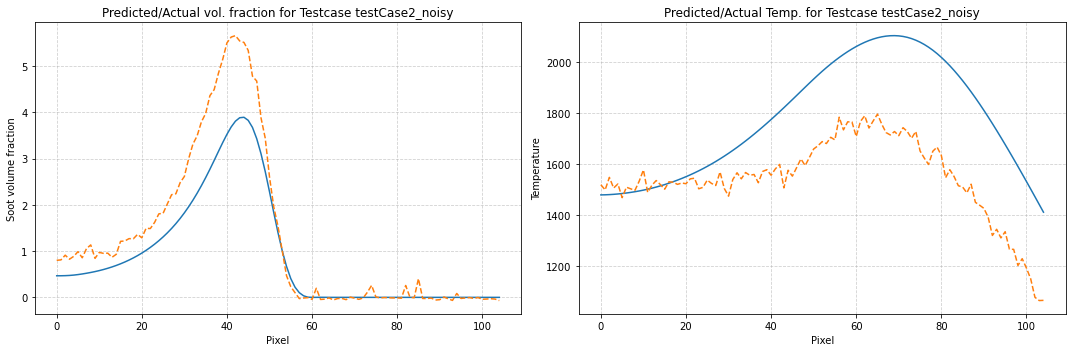 Predicted/Actual vol. fraction for Testcase testCase2_noisy
Soot volume fraction
5
4
3
2
1
0
0 20 40 60 80 100
Pixel
Predicted/Actual Temp. for Testcase testCase2_noisy
Temperature
2000
1800
1600
1400
1200
0 20 40 60 80 100
Pixel